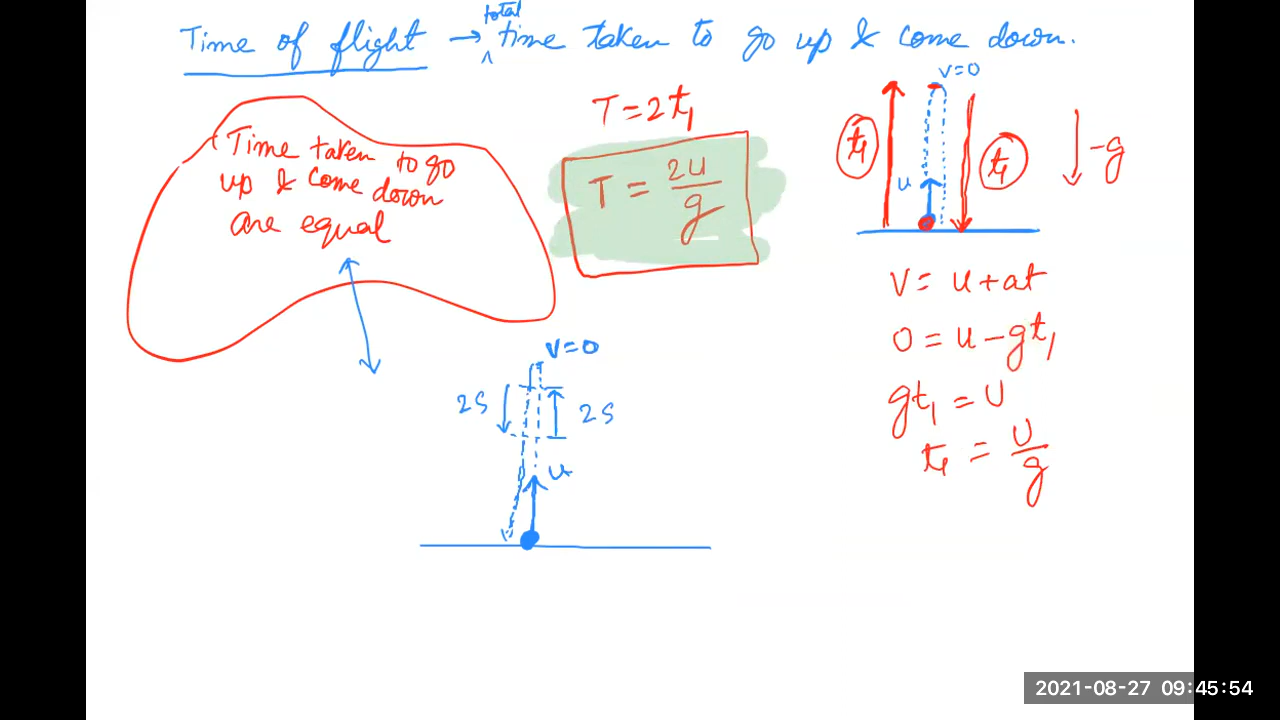 total
Time of flight → time taken to go up & come down.
^
Time taken to go
up & come down
are equal
T = 2t₁
T = 2u/g
v=0
t₁
t₁
u
-g
V = u + at
0 = u - gt₁
gt₁ = U
t₁ = U/g
v=0
2S
2S
u
2021-08-27 09:45:54